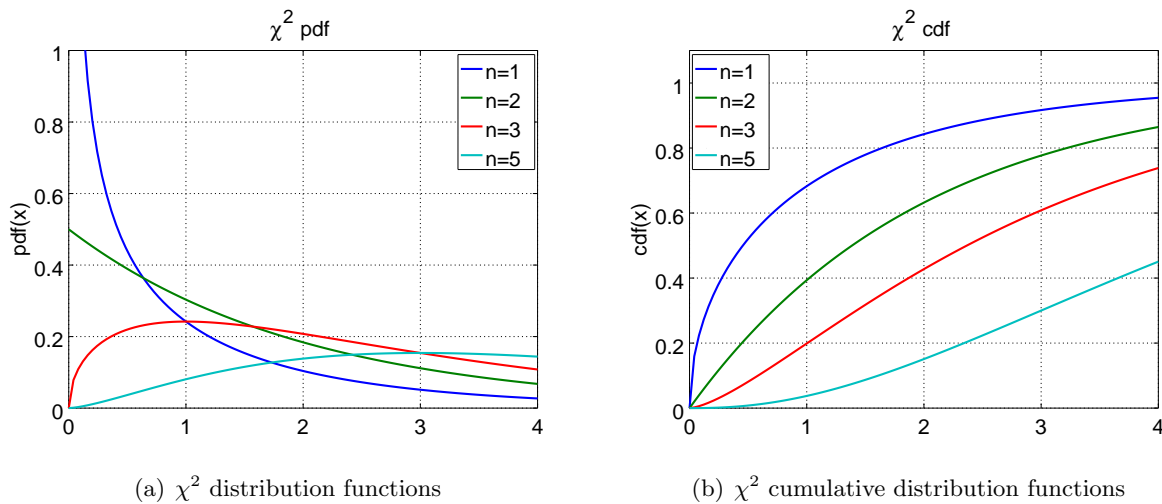 χ² pdf
1
0.8
0.6
0.4
0.2
0
pdf(x)
n=1
n=2
n=3
n=5
0 1 2 3 4
(a) χ² distribution functions
χ² cdf
1
0.8
0.6
0.4
0.2
0
cdf(x)
n=1
n=2
n=3
n=5
0 1 2 3 4
(b) χ² cumulative distribution functions